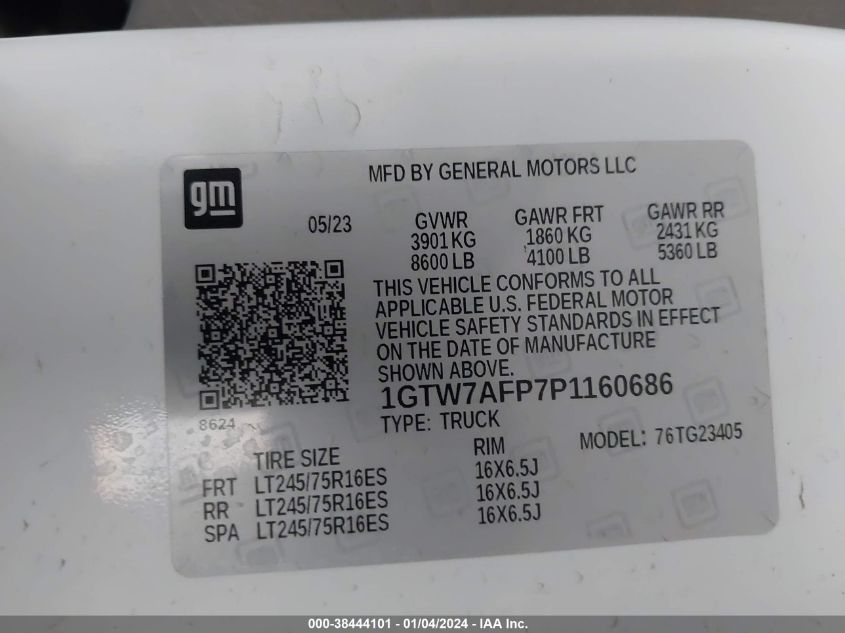 gm
MFD BY GENERAL MOTORS LLC
05/23
GVWR GAWR FRT GAWR RR
3901 KG 1860 KG 2431 KG
8600 LB 4100 LB 5360 LB
THIS VEHICLE CONFORMS TO ALL
APPLICABLE U.S. FEDERAL MOTOR
VEHICLE SAFETY STANDARDS IN EFFECT
ON THE DATE OF MANUFACTURE
SHOWN ABOVE.
1GTW7AFP7P1160686
8624
TYPE: TRUCK
MODEL: 76TG23405
TIRE SIZE RIM
FRT LT245/75R16ES 16X6.5J
RR LT245/75R16ES 16X6.5J
SPA LT245/75R16ES 16X6.5J
000-38444101 - 01/04/2024 - IAA Inc.